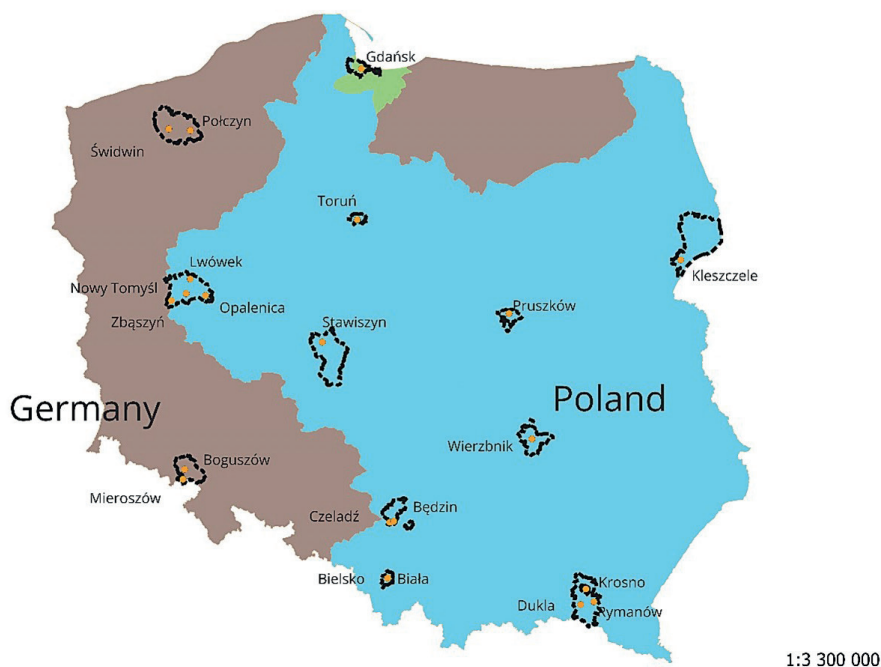 Gdańsk
Połczyn
Świdwin
Toruń
Lwówek
Kleszczele
Nowy Tomyśl
Opalenica
Pruszków
Zbąszyń
Stawiszyn
Germany
Poland
Wierzbnik
Boguszów
Mieroszów
Będzin
Czeladź
Bielsko Biała
Krosno
Dukla Rymanów
1:3 300 000